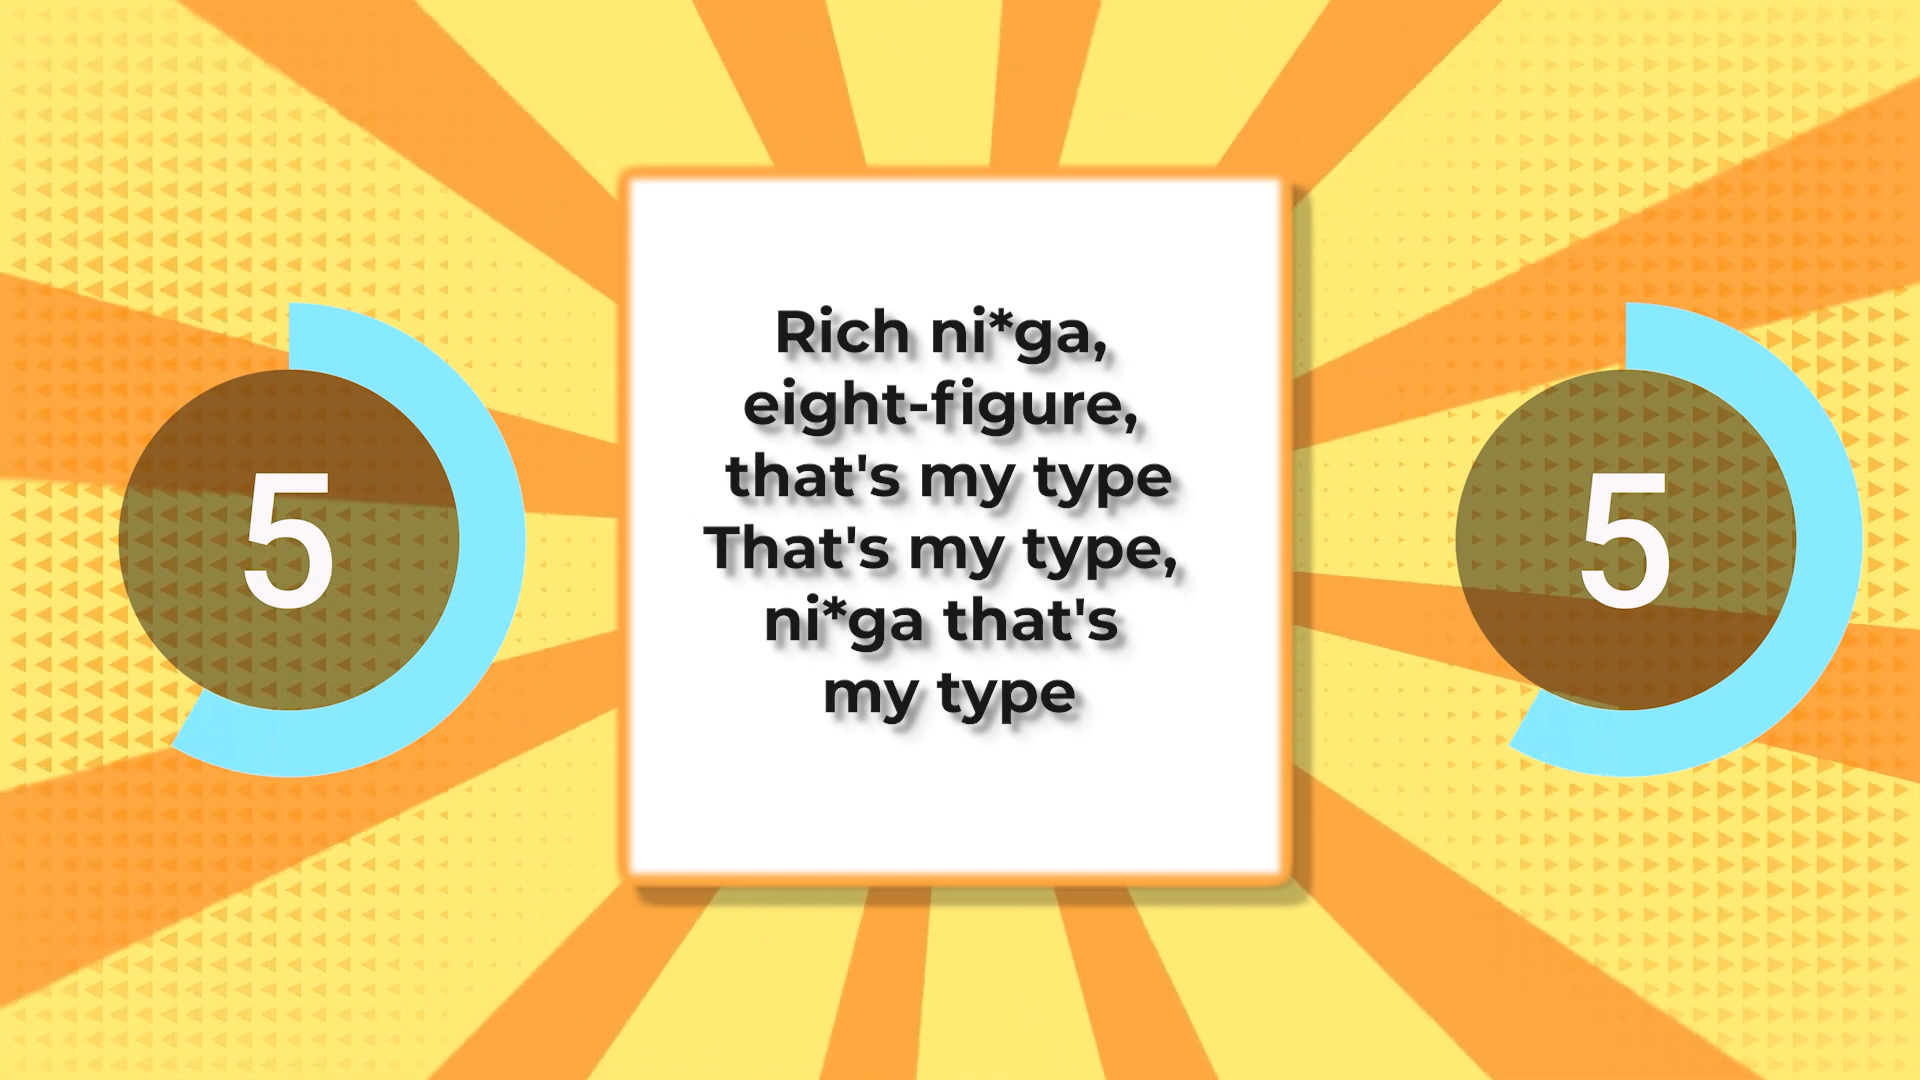 5
Rich ni*ga,
eight-figure,
that's my type
That's my type,
ni*ga that's
my type
5